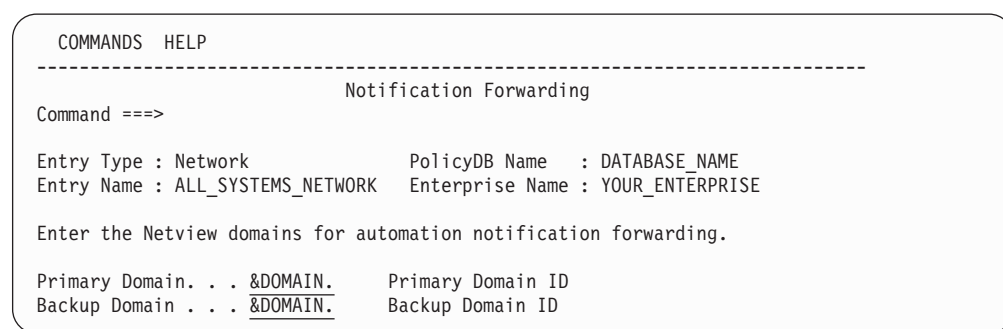 COMMANDS HELP
-------------------------------------------------------------------------------
Notification Forwarding
Command ===>
Entry Type : Network PolicyDB Name : DATABASE_NAME
Entry Name : ALL_SYSTEMS_NETWORK Enterprise Name : YOUR_ENTERPRISE
Enter the Netview domains for automation notification forwarding.
Primary Domain. . . &DOMAIN. Primary Domain ID
Backup Domain . . . &DOMAIN. Backup Domain ID